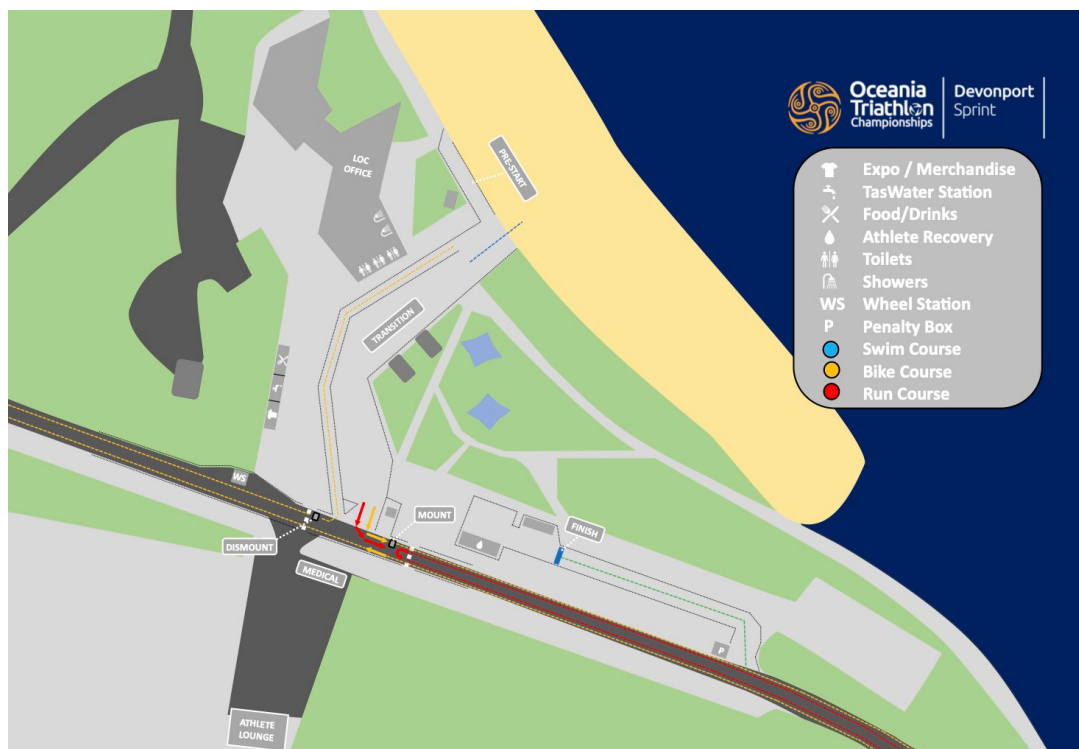 Oceania
Triathlon
Championships
Devonport
Sprint
Expo / Merchandise
TasWater Station
Food/Drinks
Athlete Recovery
Toilets
Showers
WS Wheel Station
P Penalty Box
Swim Course
Bike Course
Run Course
LOC
OFFICE
PRE-START
TRANSITION
WS
MOUNT
DISMOUNT
FINISH
MEDICAL
P
ATHLETE
LOUNGE